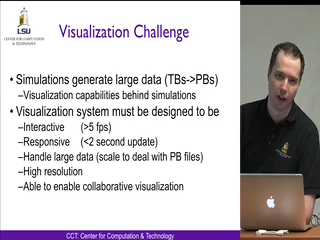 LSU
CENTER FOR COMPUTATION
& TECHNOLOGY
Visualization Challenge
• Simulations generate large data (TBs->PBs)
–Visualization capabilities behind simulations
• Visualization system must be designed to be
–Interactive (>5 fps)
–Responsive (<2 second update)
–Handle large data (scale to deal with PB files)
–High resolution
–Able to enable collaborative visualization
CCT: Center for Computation & Technology